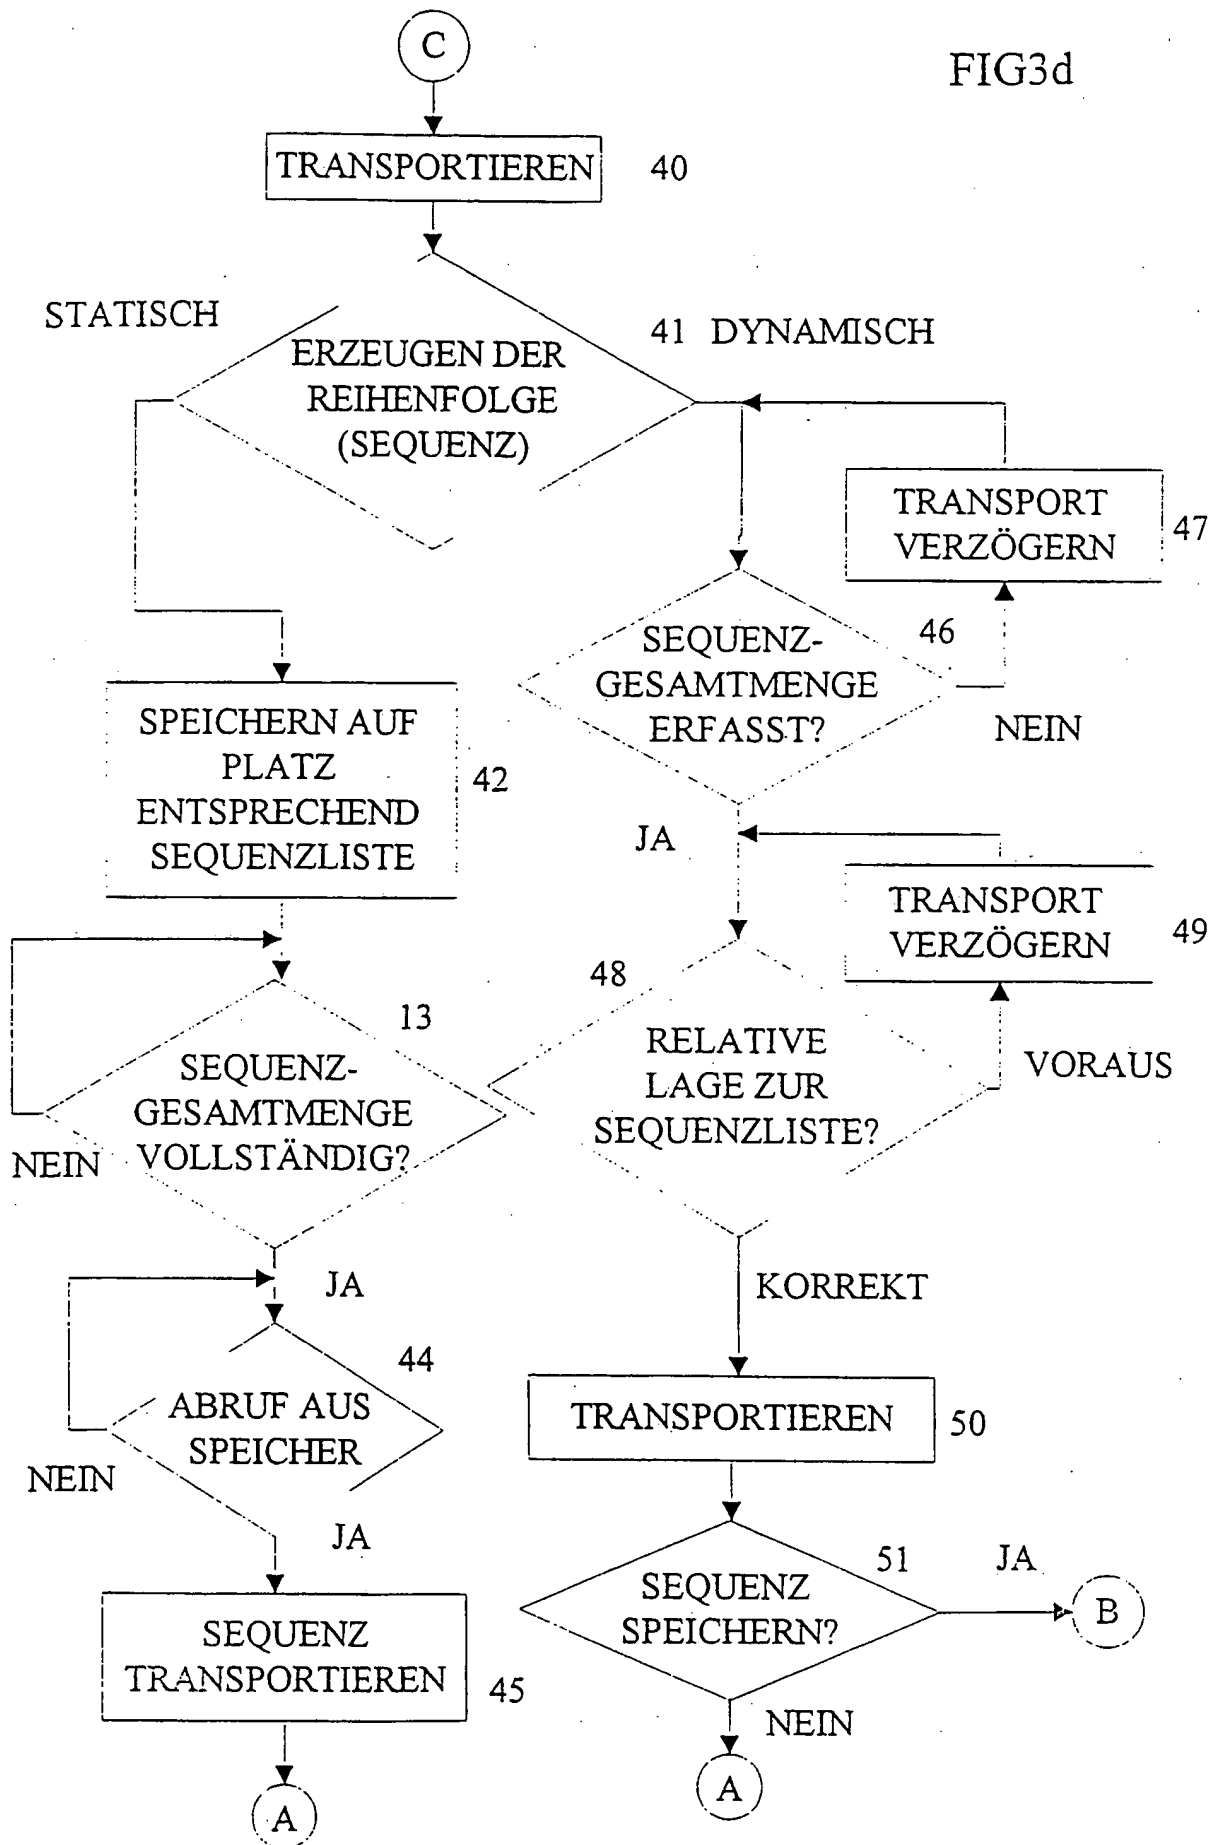 C
FIG3d
TRANSPORTIEREN
40
STATISCH
41 DYNAMISCH
ERZEUGEN DER
REIHENFOLGE
(SEQUENZ)
TRANSPORT
VERZÖGERN
47
SEQUENZ-
GESAMTMENGE
ERFASST?
46
NEIN
SPEICHERN AUF
PLATZ
ENTSPRECHEND
SEQUENZLISTE
42
JA
TRANSPORT
VERZÖGERN
49
48
13
SEQUENZ-
GESAMTMENGE
VOLLSTÄNDIG?
NEIN
RELATIVE
LAGE ZUR
SEQUENZLISTE?
VORAUS
JA
KORREKT
44
ABRUF AUS
SPEICHER
NEIN
JA
TRANSPORTIEREN
50
51
SEQUENZ
SPEICHERN?
JA
B
SEQUENZ
TRANSPORTIEREN
45
NEIN
A
A